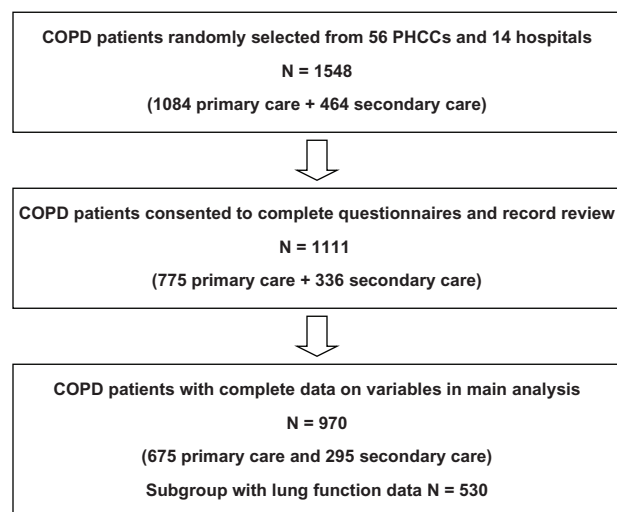 COPD patients randomly selected from 56 PHCCs and 14 hospitals
N = 1548
(1084 primary care + 464 secondary care)
COPD patients consented to complete questionnaires and record review
N = 1111
(775 primary care + 336 secondary care)
COPD patients with complete data on variables in main analysis
N = 970
(675 primary care and 295 secondary care)
Subgroup with lung function data N = 530